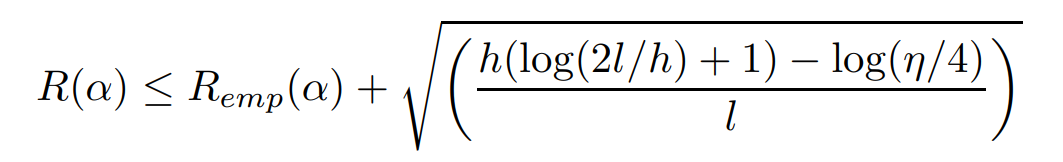 R(α) ≤ R_{emp}(α) + \sqrt{\left(\frac{h(\log(2l/h) + 1) − \log(η/4)}{l}\right)}